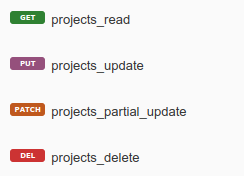 GET projects_read
PUT projects_update
PATCH projects_partial_update
DEL projects_delete